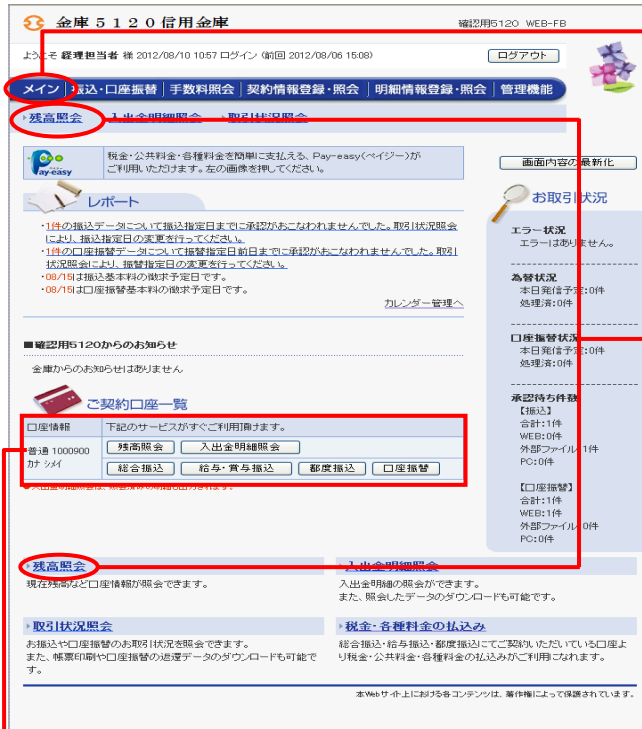 金庫５１２０信用金庫
確認用5120 WEB-FB
ようこそ 経理担当者 様 2012/08/10 10:57 ログイン (前回 2012/08/06 15:08)
ログアウト
メイン 振込・口座振替 手数料照会 契約情報登録・照会 明細情報登録・照会 管理機能
残高照会 入出金明細照会 取引状況照会
Pay-easy
税金・公共料金・各種料金を簡単に支払える、Pay-easy(ペイジー)が
ご利用いただけます。左の画像を押してください。
画面内容の最新化
レポート
・1件の振込データについて振込指定日までに承認がおこなわれませんでした。取引状況照会
により、振込指定日の変更を行ってください。
・1件の口座振替データについて振替指定日前日までに承認がおこなわれませんでした。取引
状況照会により、振替指定日の変更を行ってください。
・08/15は振込基本料の徴求予定日です。
・08/15は口座振替基本料の徴求予定日です。
カレンダー管理へ
■確認用5120からのお知らせ
金庫からのお知らせはありません
ご契約口座一覧
口座情報 下記のサービスがすぐご利用頂けます。
普通 1000900
カナ シメイ
残高照会 入出金明細照会
総合振込 給与・賞与振込 都度振込 口座振替
お取引状況
エラー状況
エラーはありません。
為替状況
本日発信予定:0件
処理済:0件
口座振替状況
本日発信予定:0件
処理済:0件
承認待ち件数
【振込】
合計:1件
WEB:0件
外部ファイル:1件
PC:0件
【口座振替】
合計:1件
WEB:1件
外部ファイル:0件
PC:0件
残高照会
現在残高など口座情報が照会できます。
入出金明細照会
入出金明細の照会ができます。
また、照会したデータのダウンロードも可能です。
取引状況照会
お振込や口座振替のお取引状況を照会できます。
また、帳票印刷や口座振替の返還データのダウンロードも可能で
す。
税金・各種料金の払込み
総合振込・給与振込・都度振込にてご契約いただいている口座よ
り税金・公共料金・各種料金の払込みがご利用になれます。
本Webサイト上における各コンテンツは、著作権によって保護されています。